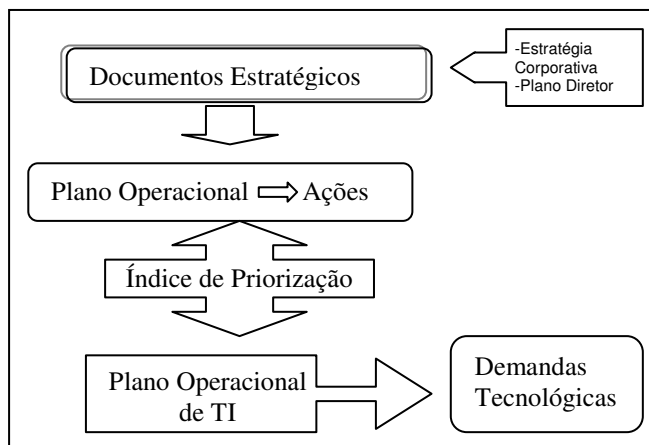 Documentos Estratégicos
-Estratégia
Corporativa
-Plano Diretor
Plano Operacional
Ações
Índice de Priorização
Plano Operacional
de TI
Demandas
Tecnológicas